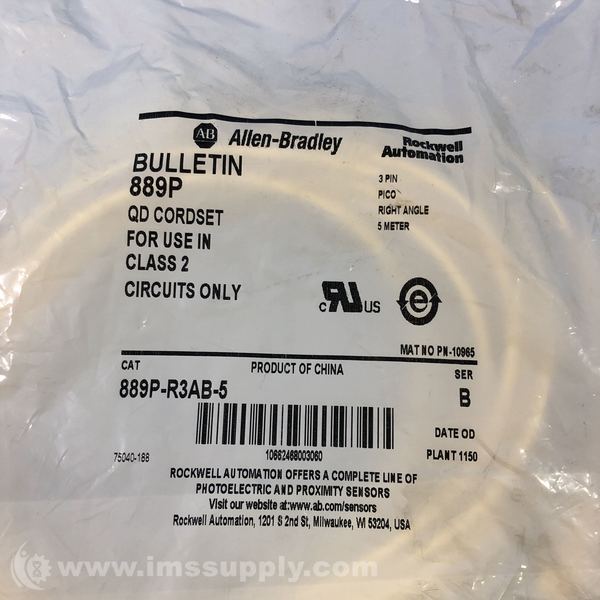 AB Allen-Bradley
Rockwell
Automation
BULLETIN
889P
QD CORDSET
FOR USE IN
CLASS 2
CIRCUITS ONLY
3 PIN
PICO
RIGHT ANGLE
5 METER
c RU US
e
MAT NO PN-10965
CAT
PRODUCT OF CHINA
SER
889P-R3AB-5
B
DATE OD
75040-188
10662468003060
PLANT 1150
ROCKWELL AUTOMATION OFFERS A COMPLETE LINE OF
PHOTOELECTRIC AND PROXIMITY SENSORS
Visit our website at:www.ab.com/sensors
Rockwell Automation, 1201 S 2nd St, Milwaukee, WI 53204, USA
www.imssupply.com/